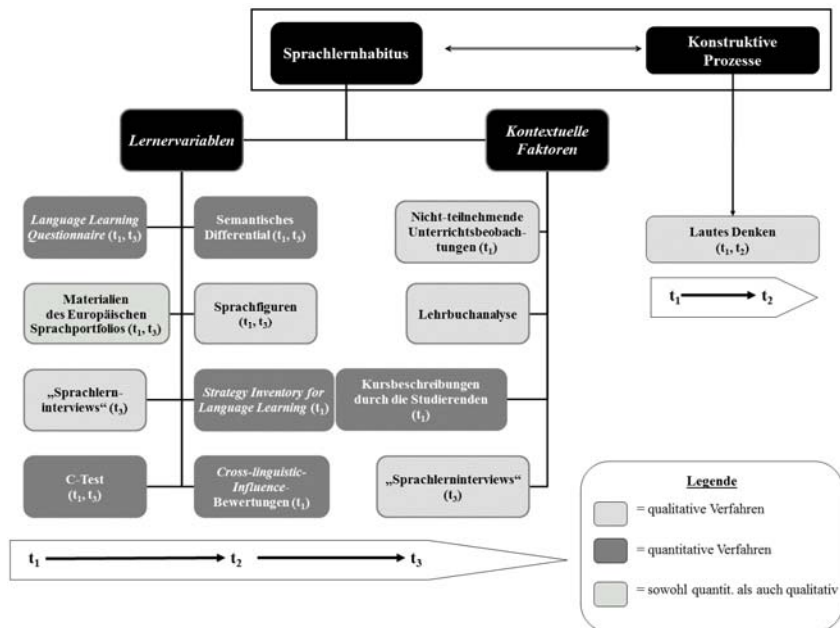 Sprachlernhabitus
Konstruktive
Prozesse
Lernervariablen
Kontextuelle
Faktoren
Language Learning
Questionnaire (t₁, t₃)
Semantisches
Differential (t₁, t₃)
Nicht-teilnehmende
Unterrichtsbeobach-
tungen (t₁)
Lautes Denken
(t₁, t₂)
t₁ t₂
Materialien
des Europäischen
Sprachportfolios (t₁, t₃)
Sprachfiguren
(t₁, t₃)
Lehrbuchanalyse
„Sprachlern-
interviews“ (t₃)
Strategy Inventory for
Language Learning (t₁)
Kursbeschreibungen
durch die Studierenden
(t₁)
C-Test
(t₁, t₃)
Cross-linguistic-
Influence-
Bewertungen (t₁)
„Sprachlerninterviews“
(t₃)
t₁ t₂ t₃
Legende
= qualitative Verfahren
= quantitative Verfahren
= sowohl quantit. als auch qualitativ